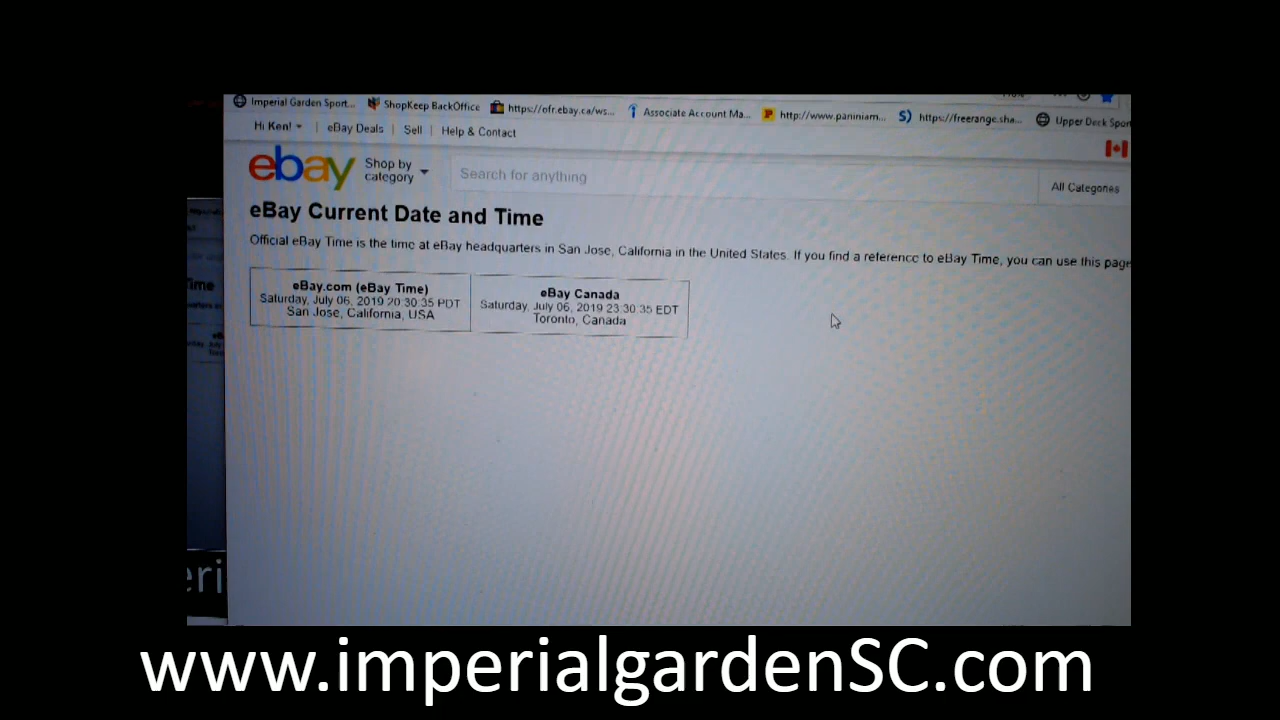 Imperial Garden Sport... ShopKeep BackOffice https://ofr.ebay.ca/ws... Associate Account Ma... http://www.paniniam... https://freerange.sha... Upper Deck Spor
Hi Ken! eBay Deals Sell Help & Contact
ebay Shop by category Search for anything All Categories
eBay Current Date and Time
Official eBay Time is the time at eBay headquarters in San Jose, California in the United States. If you find a reference to eBay Time, you can use this page
eBay.com (eBay Time)
Saturday, July 06, 2019 20:30:35 PDT
San Jose, California, USA
eBay Canada
Saturday, July 06, 2019 23:30:35 EDT
Toronto, Canada
eri
www.imperialgardenSC.com